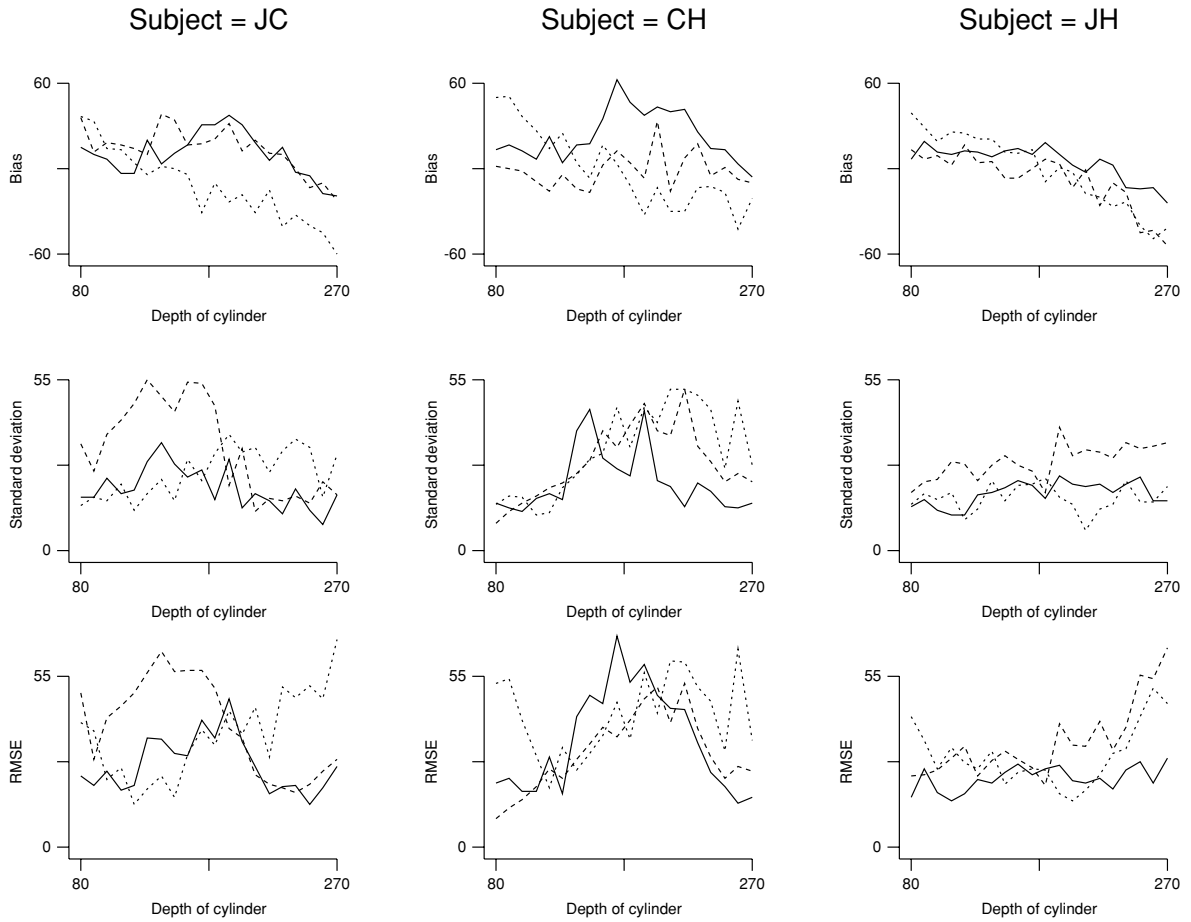 Subject = JC
Subject = CH
Subject = JH
60
Bias
-60
80
270
Depth of cylinder
60
Bias
-60
80
270
Depth of cylinder
60
Bias
-60
80
270
Depth of cylinder
55
Standard deviation
0
80
270
Depth of cylinder
55
Standard deviation
0
80
270
Depth of cylinder
55
Standard deviation
0
80
270
Depth of cylinder
55
RMSE
0
80
270
Depth of cylinder
55
RMSE
0
80
270
Depth of cylinder
55
RMSE
0
80
270
Depth of cylinder